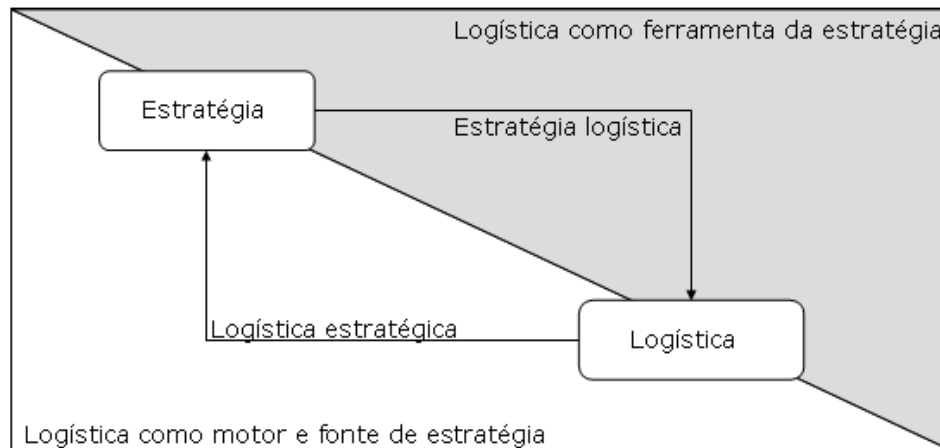 Logística como ferramenta da estratégia
Estratégia
Estratégia logística
Logística estratégica
Logística
Logística como motor e fonte de estratégia